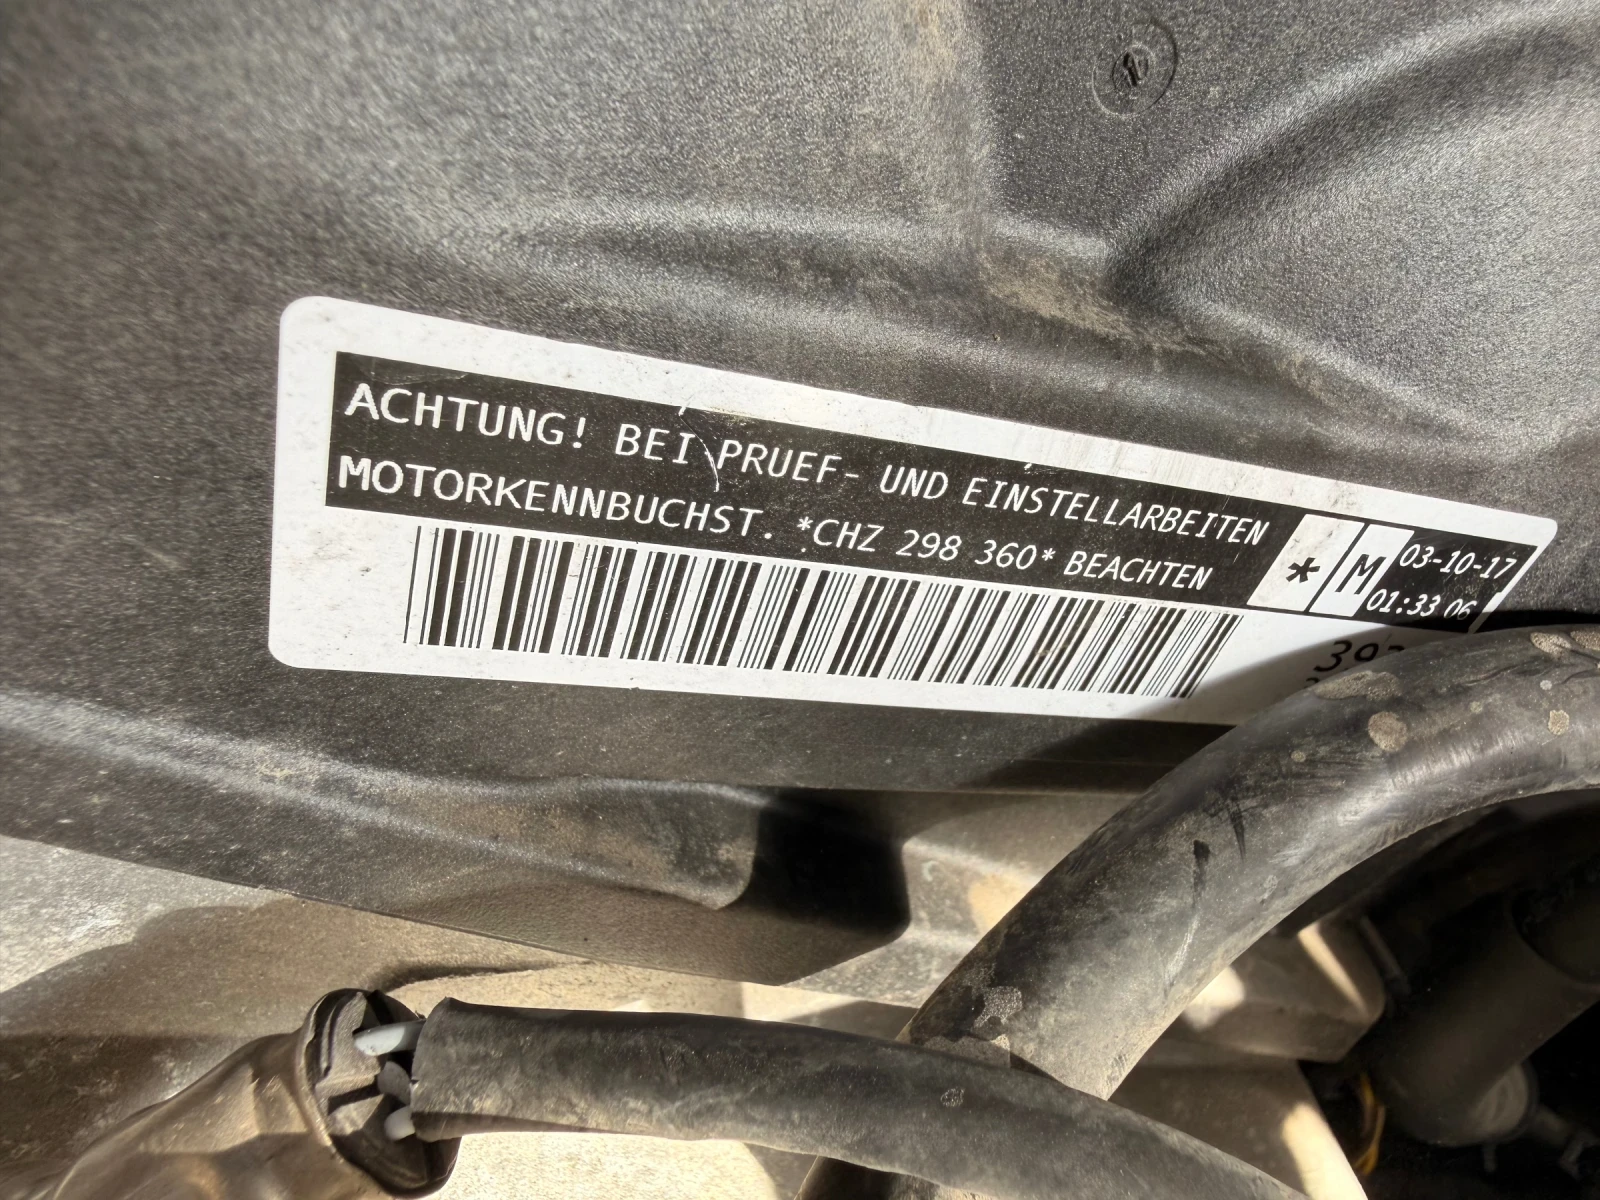 ACHTUNG! BEI PRUEF- UND EINSTELLARBEITEN
MOTORKENNBUCHST. *CHZ 298 360* BEACHTEN
* M
03-10-17
01:33 06